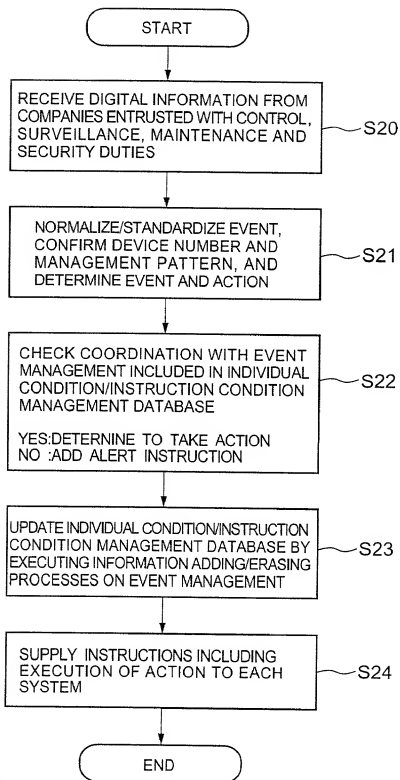 START
RECEIVE DIGITAL INFORMATION FROM
COMPANIES ENTRUSTED WITH CONTROL,
SURVEILLANCE, MAINTENANCE AND
SECURITY DUTIES
S20
NORMALIZE/STANDARDIZE EVENT,
CONFIRM DEVICE NUMBER AND
MANAGEMENT PATTERN, AND
DETERMINE EVENT AND ACTION
S21
CHECK COORDINATION WITH EVENT
MANAGEMENT INCLUDED IN INDIVIDUAL
CONDITION/INSTRUCTION CONDITION
MANAGEMENT DATABASE
YES:DETERNINE TO TAKE ACTION
NO :ADD ALERT INSTRUCTION
S22
UPDATE INDIVIDUAL CONDITION/INSTRUCTION
CONDITION MANAGEMENT DATABASE BY
EXECUTING INFORMATION ADDING/ERASING
PROCESSES ON EVENT MANAGEMENT
S23
SUPPLY INSTRUCTIONS INCLUDING
EXECUTION OF ACTION TO EACH
SYSTEM
S24
END